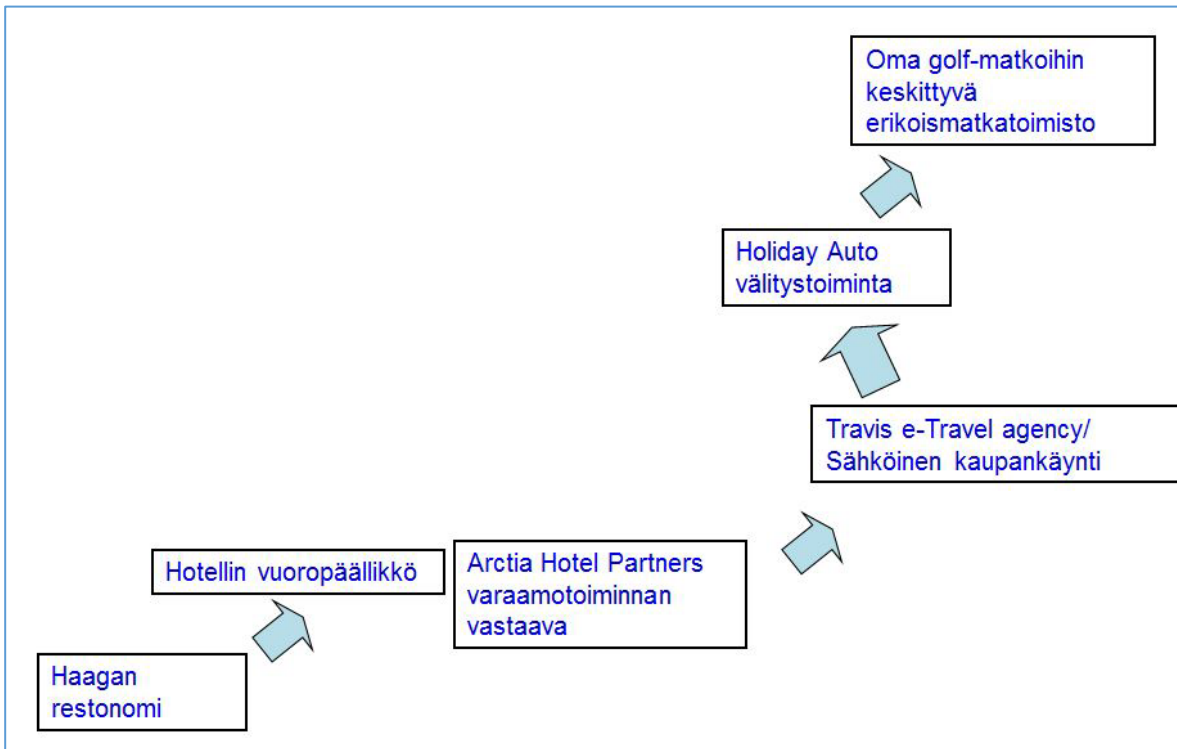 Oma golf-matkoihin
keskittyvä
erikoismatkatoimisto
Holiday Auto
välitystoiminta
Travis e-Travel agency/
Sähköinen kaupankäynti
Hotellin vuoropäällikkö
Arctia Hotel Partners
varaamotoiminnan
vastaava
Haagan
restonomi